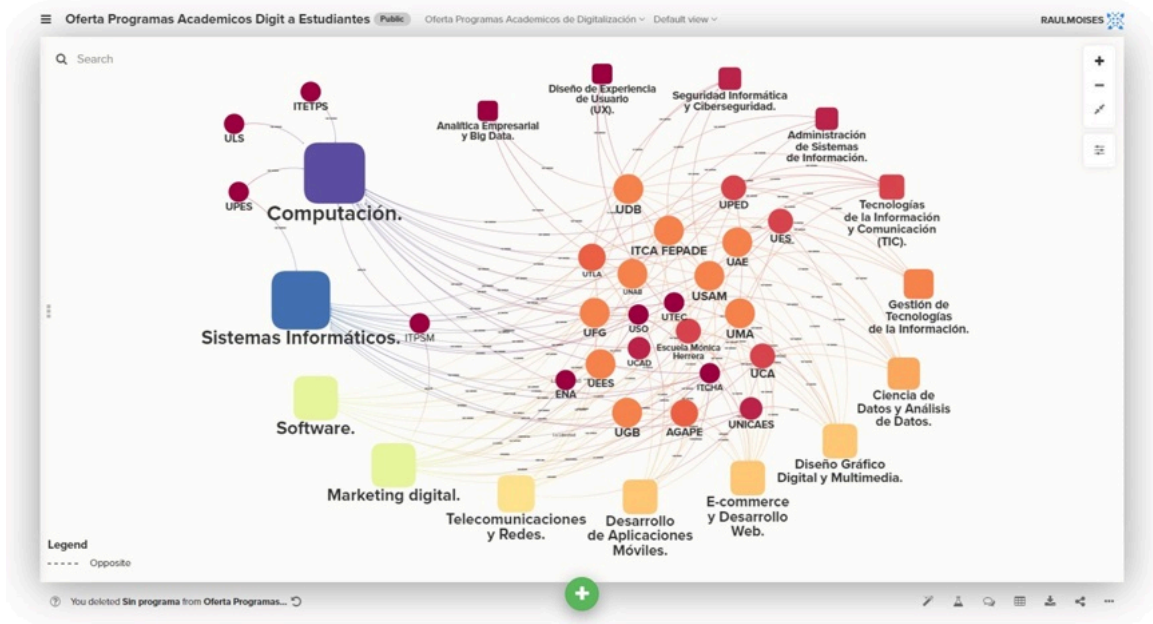 Oferta Programas Academicos Digit a Estudiantes Public Oferta Programas Academicos de Digitalización Default view RAULMOISES
Search
ITETPS
ULS
UPES
Computación.
Sistemas Informáticos.
ITPSM
Software.
Marketing digital.
Telecomunicaciones
y Redes.
Desarrollo
de Aplicaciones
Móviles.
E-commerce
y Desarrollo
Web.
Diseño Gráfico
Digital y Multimedia.
Ciencia de
Datos y Análisis
de Datos.
Gestión de
Tecnologías
de la Información.
Tecnologías
de la Información
y Comunicación
(TIC).
Administración
de Sistemas
de Información.
Seguridad Informática
y Ciberseguridad.
Diseño de Experiencia
de Usuario
(UX).
Analítica Empresarial
y Big Data.
UDB
UPED
UES
ITCA FEPADE
UAE
UTLA
UNAB
USAM
UFG
USO
UTEC
UMA
Escuela Mónica
Herrera
UCAD
UCA
UEES
ENA
ITCHA
UGB
AGAPE
UNICAES
Legend
Opposite
You deleted Sin programa from Oferta Programas...